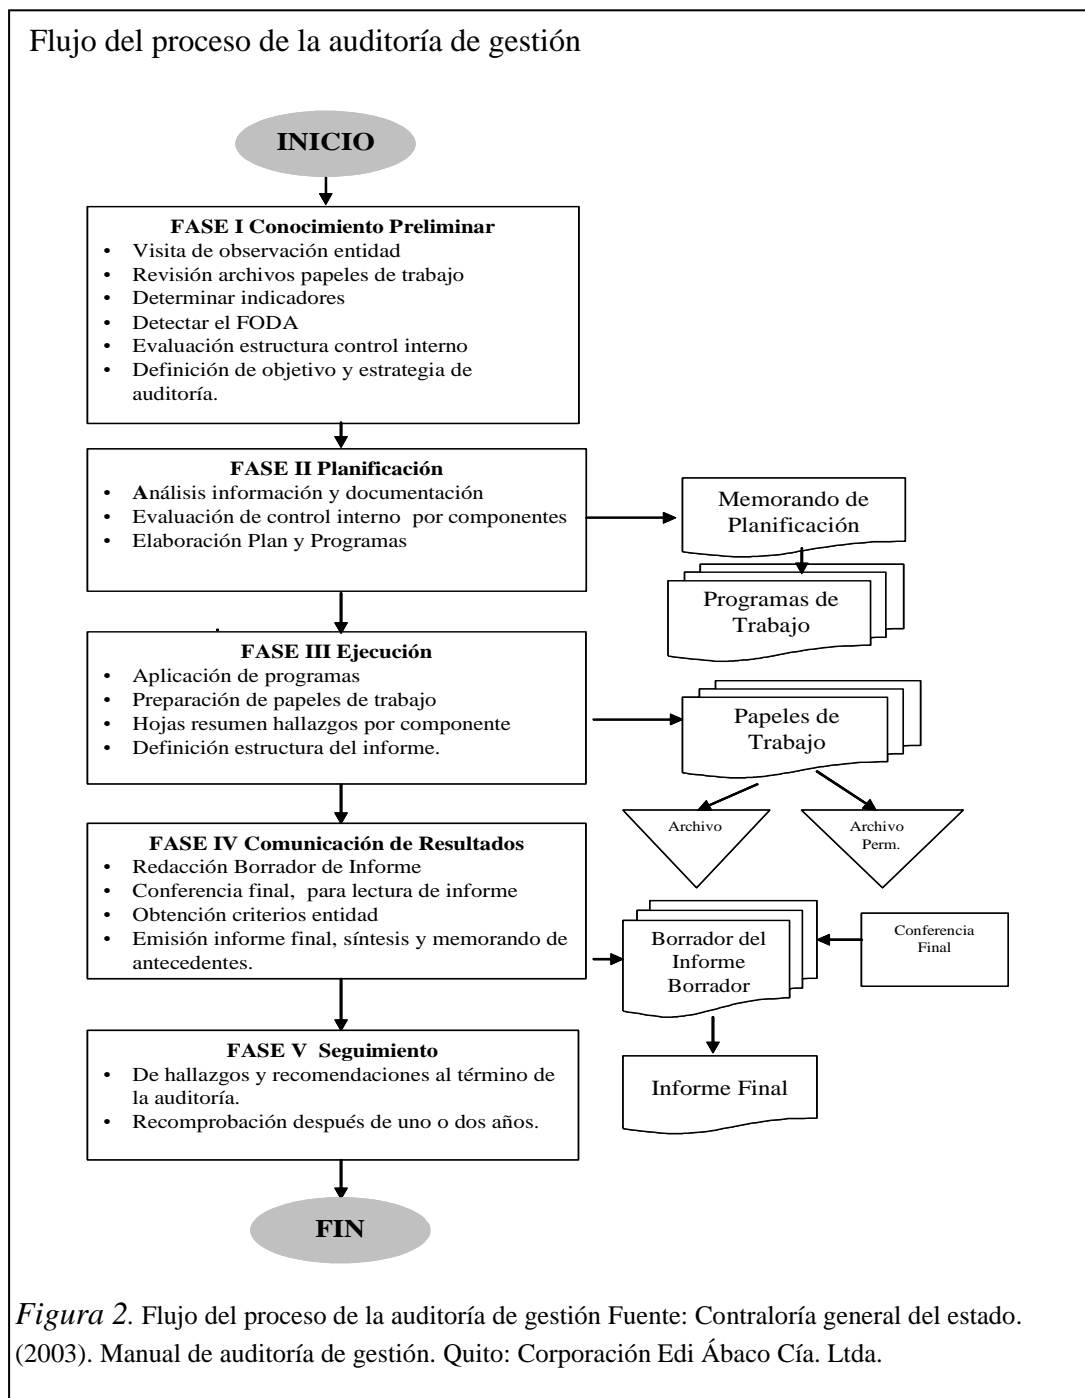 Flujo del proceso de la auditoría de gestión
INICIO
FASE I Conocimiento Preliminar
• Visita de observación entidad
• Revisión archivos papeles de trabajo
• Determinar indicadores
• Detectar el FODA
• Evaluación estructura control interno
• Definición de objetivo y estrategia de
auditoría.
FASE II Planificación
• Análisis información y documentación
• Evaluación de control interno por componentes
• Elaboración Plan y Programas
Memorando de
Planificación
Programas de
Trabajo
FASE III Ejecución
• Aplicación de programas
• Preparación de papeles de trabajo
• Hojas resumen hallazgos por componente
• Definición estructura del informe.
Papeles de
Trabajo
Archivo
Archivo
Perm.
FASE IV Comunicación de Resultados
• Redacción Borrador de Informe
• Conferencia final, para lectura de informe
• Obtención criterios entidad
• Emisión informe final, síntesis y memorando de
antecedentes.
Borrador del
Informe
Borrador
Conferencia
Final
FASE V Seguimiento
• De hallazgos y recomendaciones al término de
la auditoría.
• Recomprobación después de uno o dos años.
Informe Final
FIN
Figura 2. Flujo del proceso de la auditoría de gestión Fuente: Contraloría general del estado.
(2003). Manual de auditoría de gestión. Quito: Corporación Edi Ábaco Cía. Ltda.